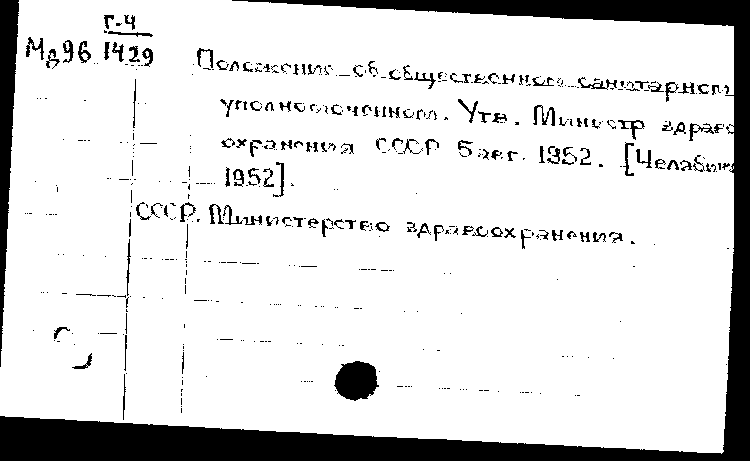 Г-4
Мд96 1429
Положение об общественном санитарном
уполномоченном. Утв. Министр здраво
охранения СССР 5 авг. 1952. [Челябинск
1952].
СССР. Министерство здравоохранения.